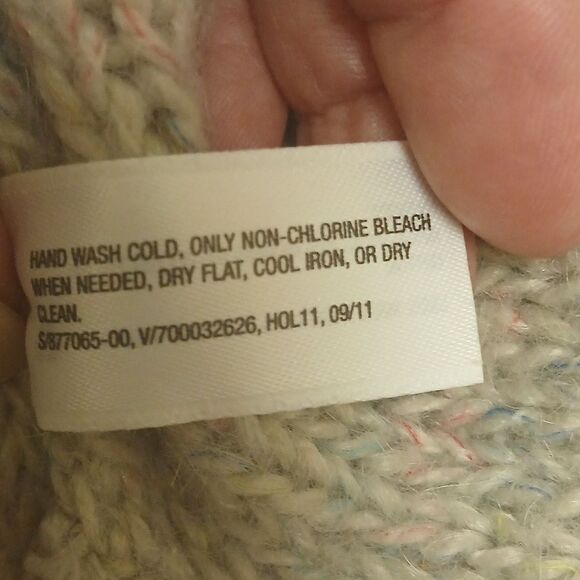 HAND WASH COLD, ONLY NON-CHLORINE BLEACH
WHEN NEEDED, DRY FLAT, COOL IRON, OR DRY
CLEAN.
S/877065-00, V/700032626, HOL11, 09/11